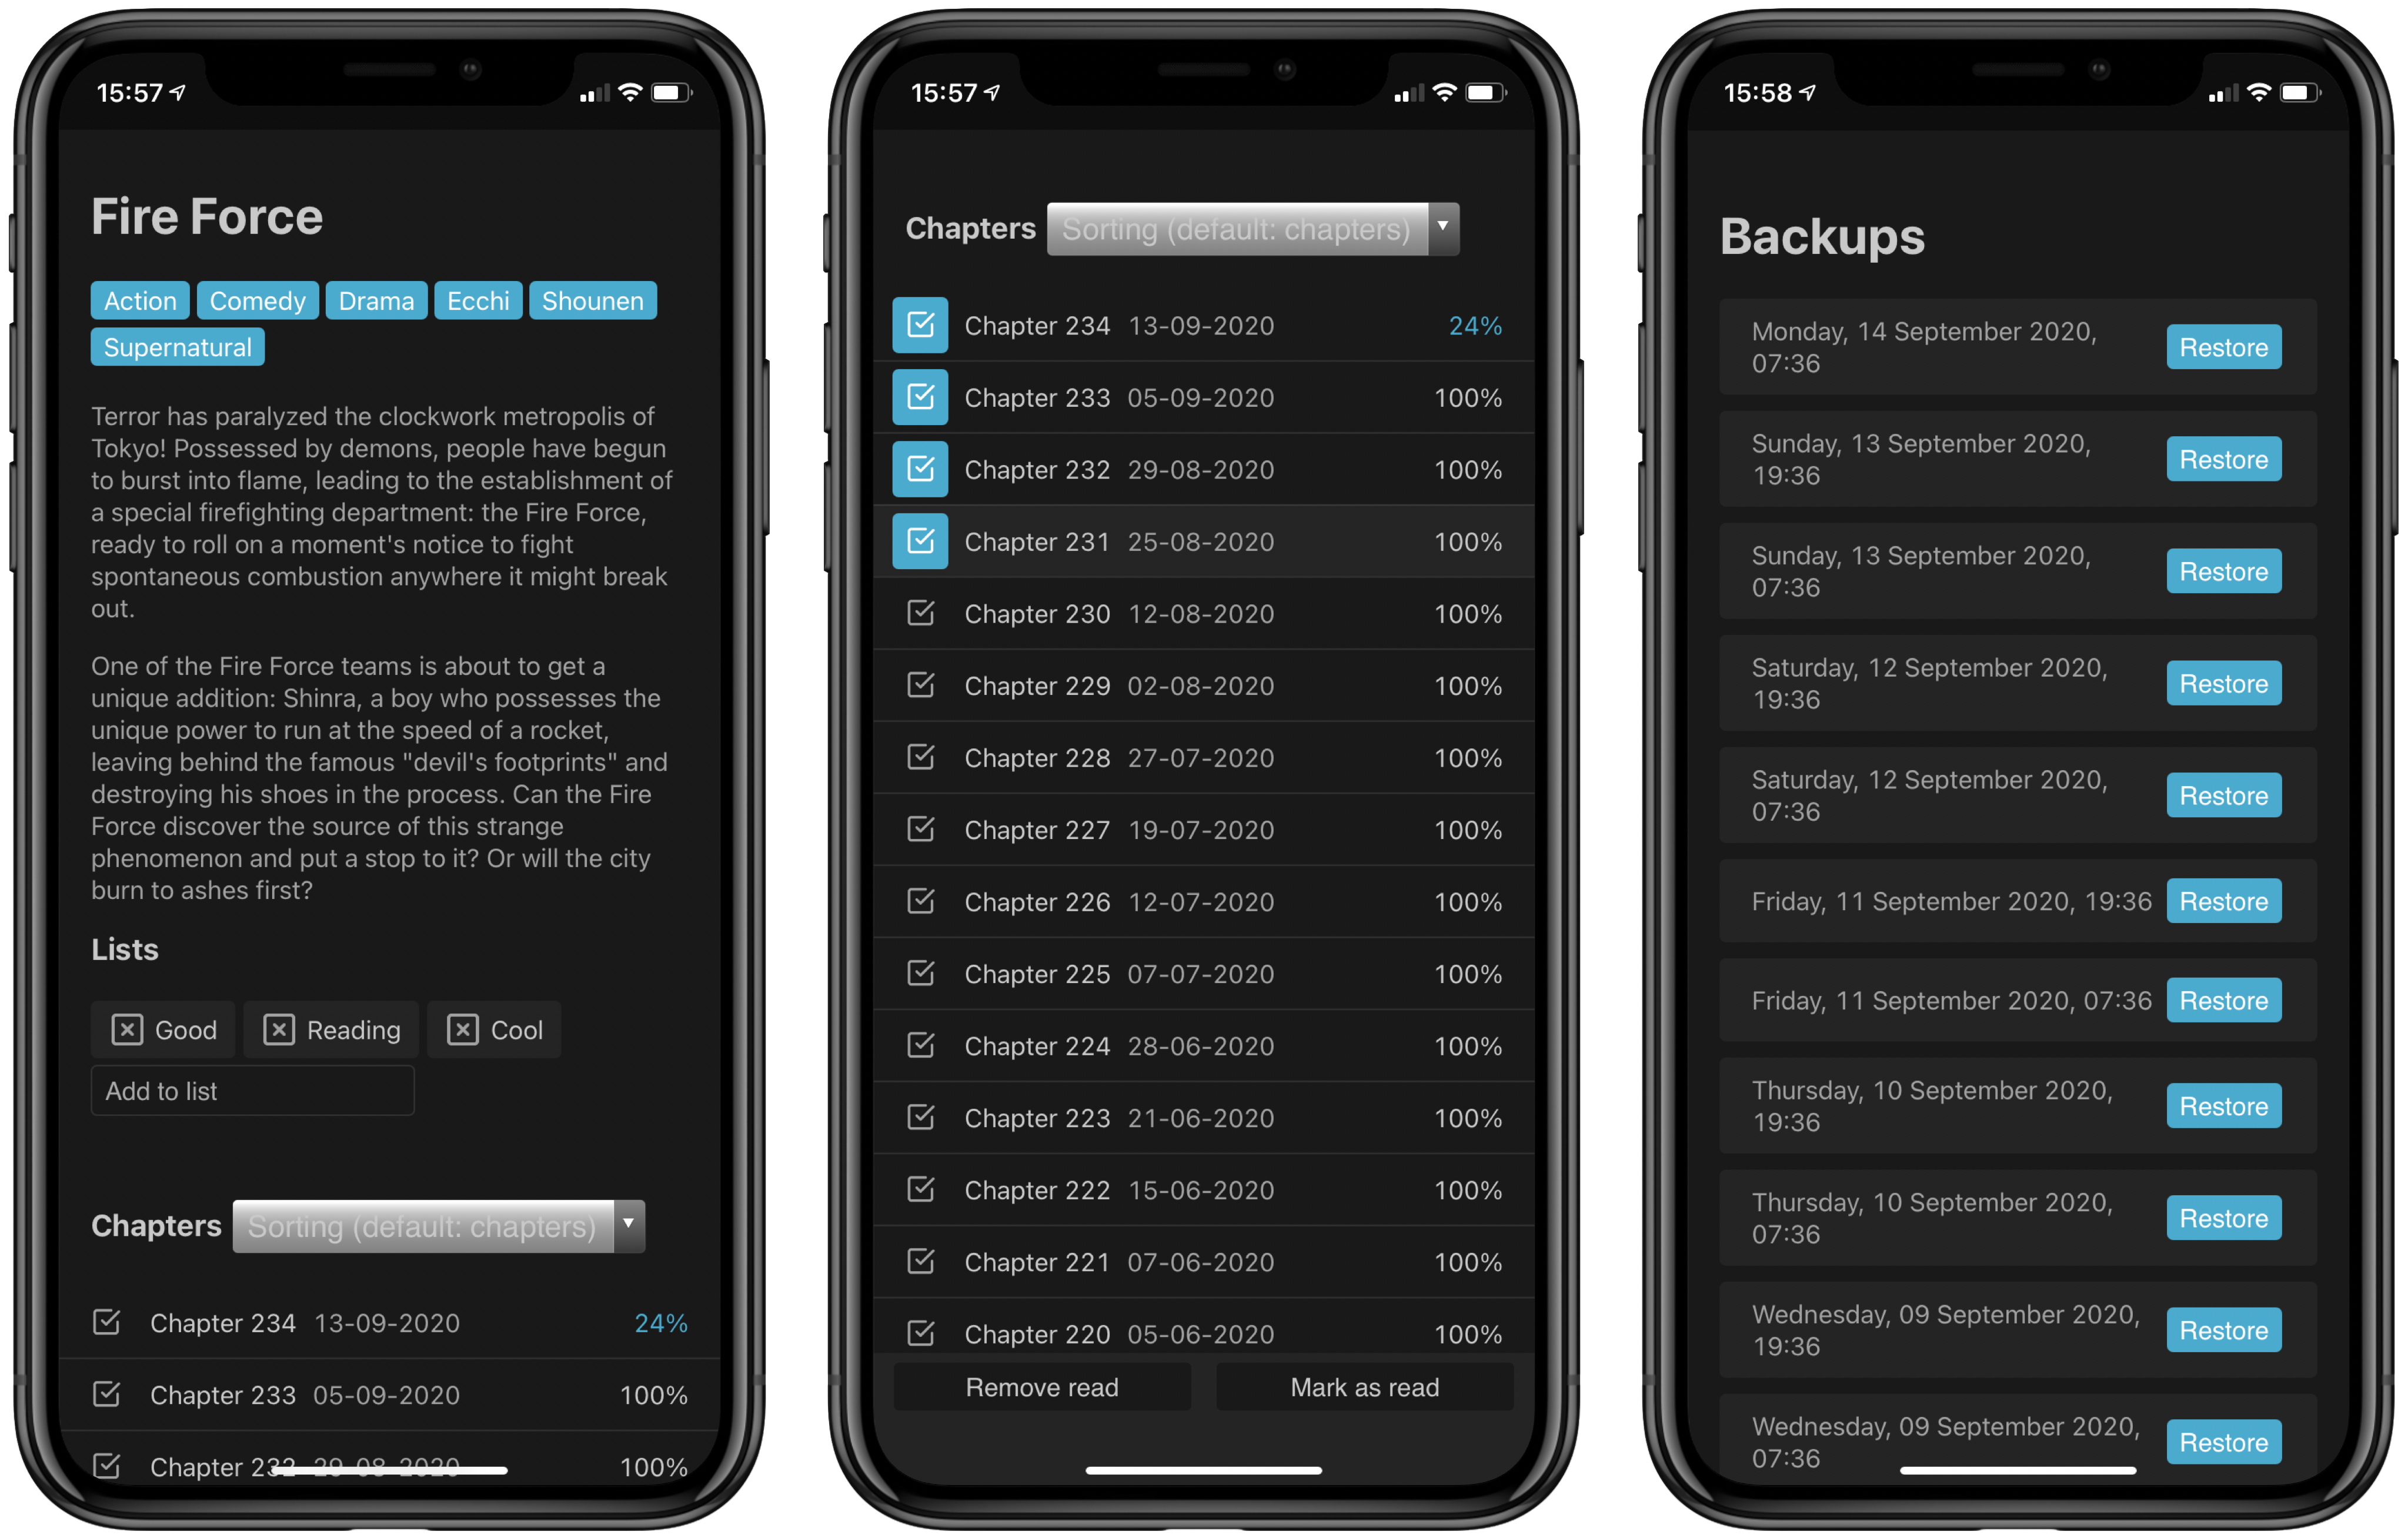 15:57
Fire Force
Action Comedy Drama Ecchi Shounen
Supernatural
Terror has paralyzed the clockwork metropolis of
Tokyo! Possessed by demons, people have begun
to burst into flame, leading to the establishment of
a special firefighting department: the Fire Force,
ready to roll on a moment's notice to fight
spontaneous combustion anywhere it might break
out.
One of the Fire Force teams is about to get a
unique addition: Shinra, a boy who possesses the
unique power to run at the speed of a rocket,
leaving behind the famous "devil's footprints" and
destroying his shoes in the process. Can the Fire
Force discover the source of this strange
phenomenon and put a stop to it? Or will the city
burn to ashes first?
Lists
Good Reading Cool
Add to list
Chapters Sorting (default: chapters)
Chapter 234 13-09-2020 24%
Chapter 233 05-09-2020 100%
Chapter 232 29-08-2020 100%
15:57
Chapters Sorting (default: chapters)
Chapter 234 13-09-2020 24%
Chapter 233 05-09-2020 100%
Chapter 232 29-08-2020 100%
Chapter 231 25-08-2020 100%
Chapter 230 12-08-2020 100%
Chapter 229 02-08-2020 100%
Chapter 228 27-07-2020 100%
Chapter 227 19-07-2020 100%
Chapter 226 12-07-2020 100%
Chapter 225 07-07-2020 100%
Chapter 224 28-06-2020 100%
Chapter 223 21-06-2020 100%
Chapter 222 15-06-2020 100%
Chapter 221 07-06-2020 100%
Chapter 220 05-06-2020 100%
Remove read Mark as read
15:58
Backups
Monday, 14 September 2020,
07:36
Restore
Sunday, 13 September 2020,
19:36
Restore
Sunday, 13 September 2020,
07:36
Restore
Saturday, 12 September 2020,
19:36
Restore
Saturday, 12 September 2020,
07:36
Restore
Friday, 11 September 2020, 19:36 Restore
Friday, 11 September 2020, 07:36 Restore
Thursday, 10 September 2020,
19:36
Restore
Thursday, 10 September 2020,
07:36
Restore
Wednesday, 09 September 2020,
19:36
Restore
Wednesday, 09 September 2020,
07:36
Restore